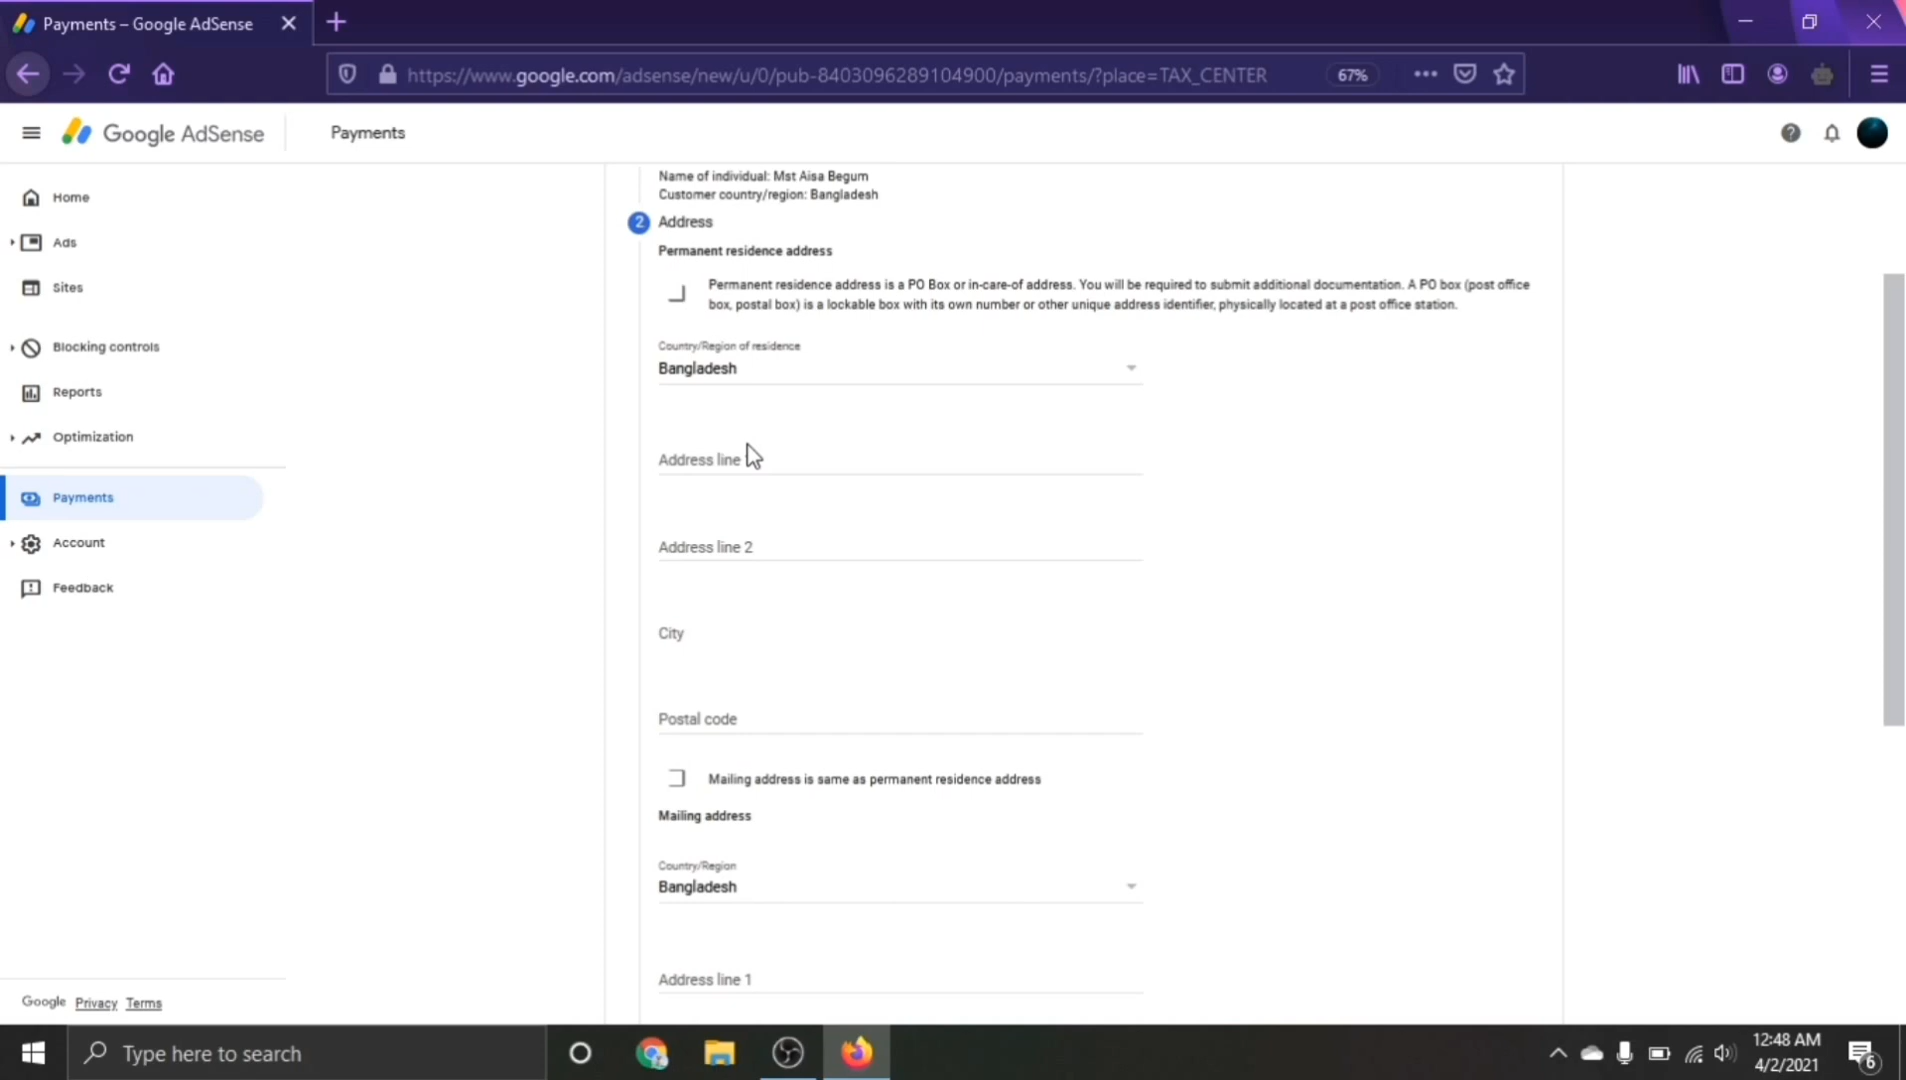 Payments – Google AdSense
https://www.google.com/adsense/new/u/0/pub-8403096289104900/payments/?place=TAX_CENTER
67%
Google AdSense
Payments
Home
Ads
Sites
Blocking controls
Reports
Optimization
Payments
Account
Feedback
Google Privacy Terms
Name of individual: Mst Aisa Begum
Customer country/region: Bangladesh
2 Address
Permanent residence address
Permanent residence address is a PO Box or in-care-of address. You will be required to submit additional documentation. A PO box (post office
box, postal box) is a lockable box with its own number or other unique address identifier, physically located at a post office station.
Country/Region of residence
Bangladesh
Address line
Address line 2
City
Postal code
Mailing address is same as permanent residence address
Mailing address
Country/Region
Bangladesh
Address line 1
Type here to search
12:48 AM
4/2/2021
6